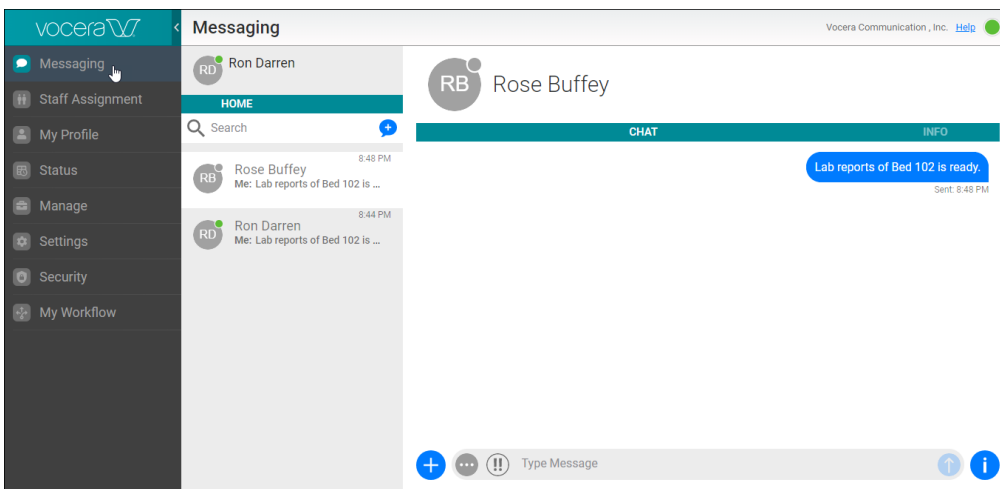 vocera
Messaging
Vocera Communication , Inc. Help
Messaging
Staff Assignment
My Profile
Status
Manage
Settings
Security
My Workflow
RD
Ron Darren
HOME
Search
8:48 PM
RB
Rose Buffey
Me: Lab reports of Bed 102 is ...
8:44 PM
RD
Ron Darren
Me: Lab reports of Bed 102 is ...
RB
Rose Buffey
CHAT
INFO
Lab reports of Bed 102 is ready.
Sent: 8:48 PM
Type Message